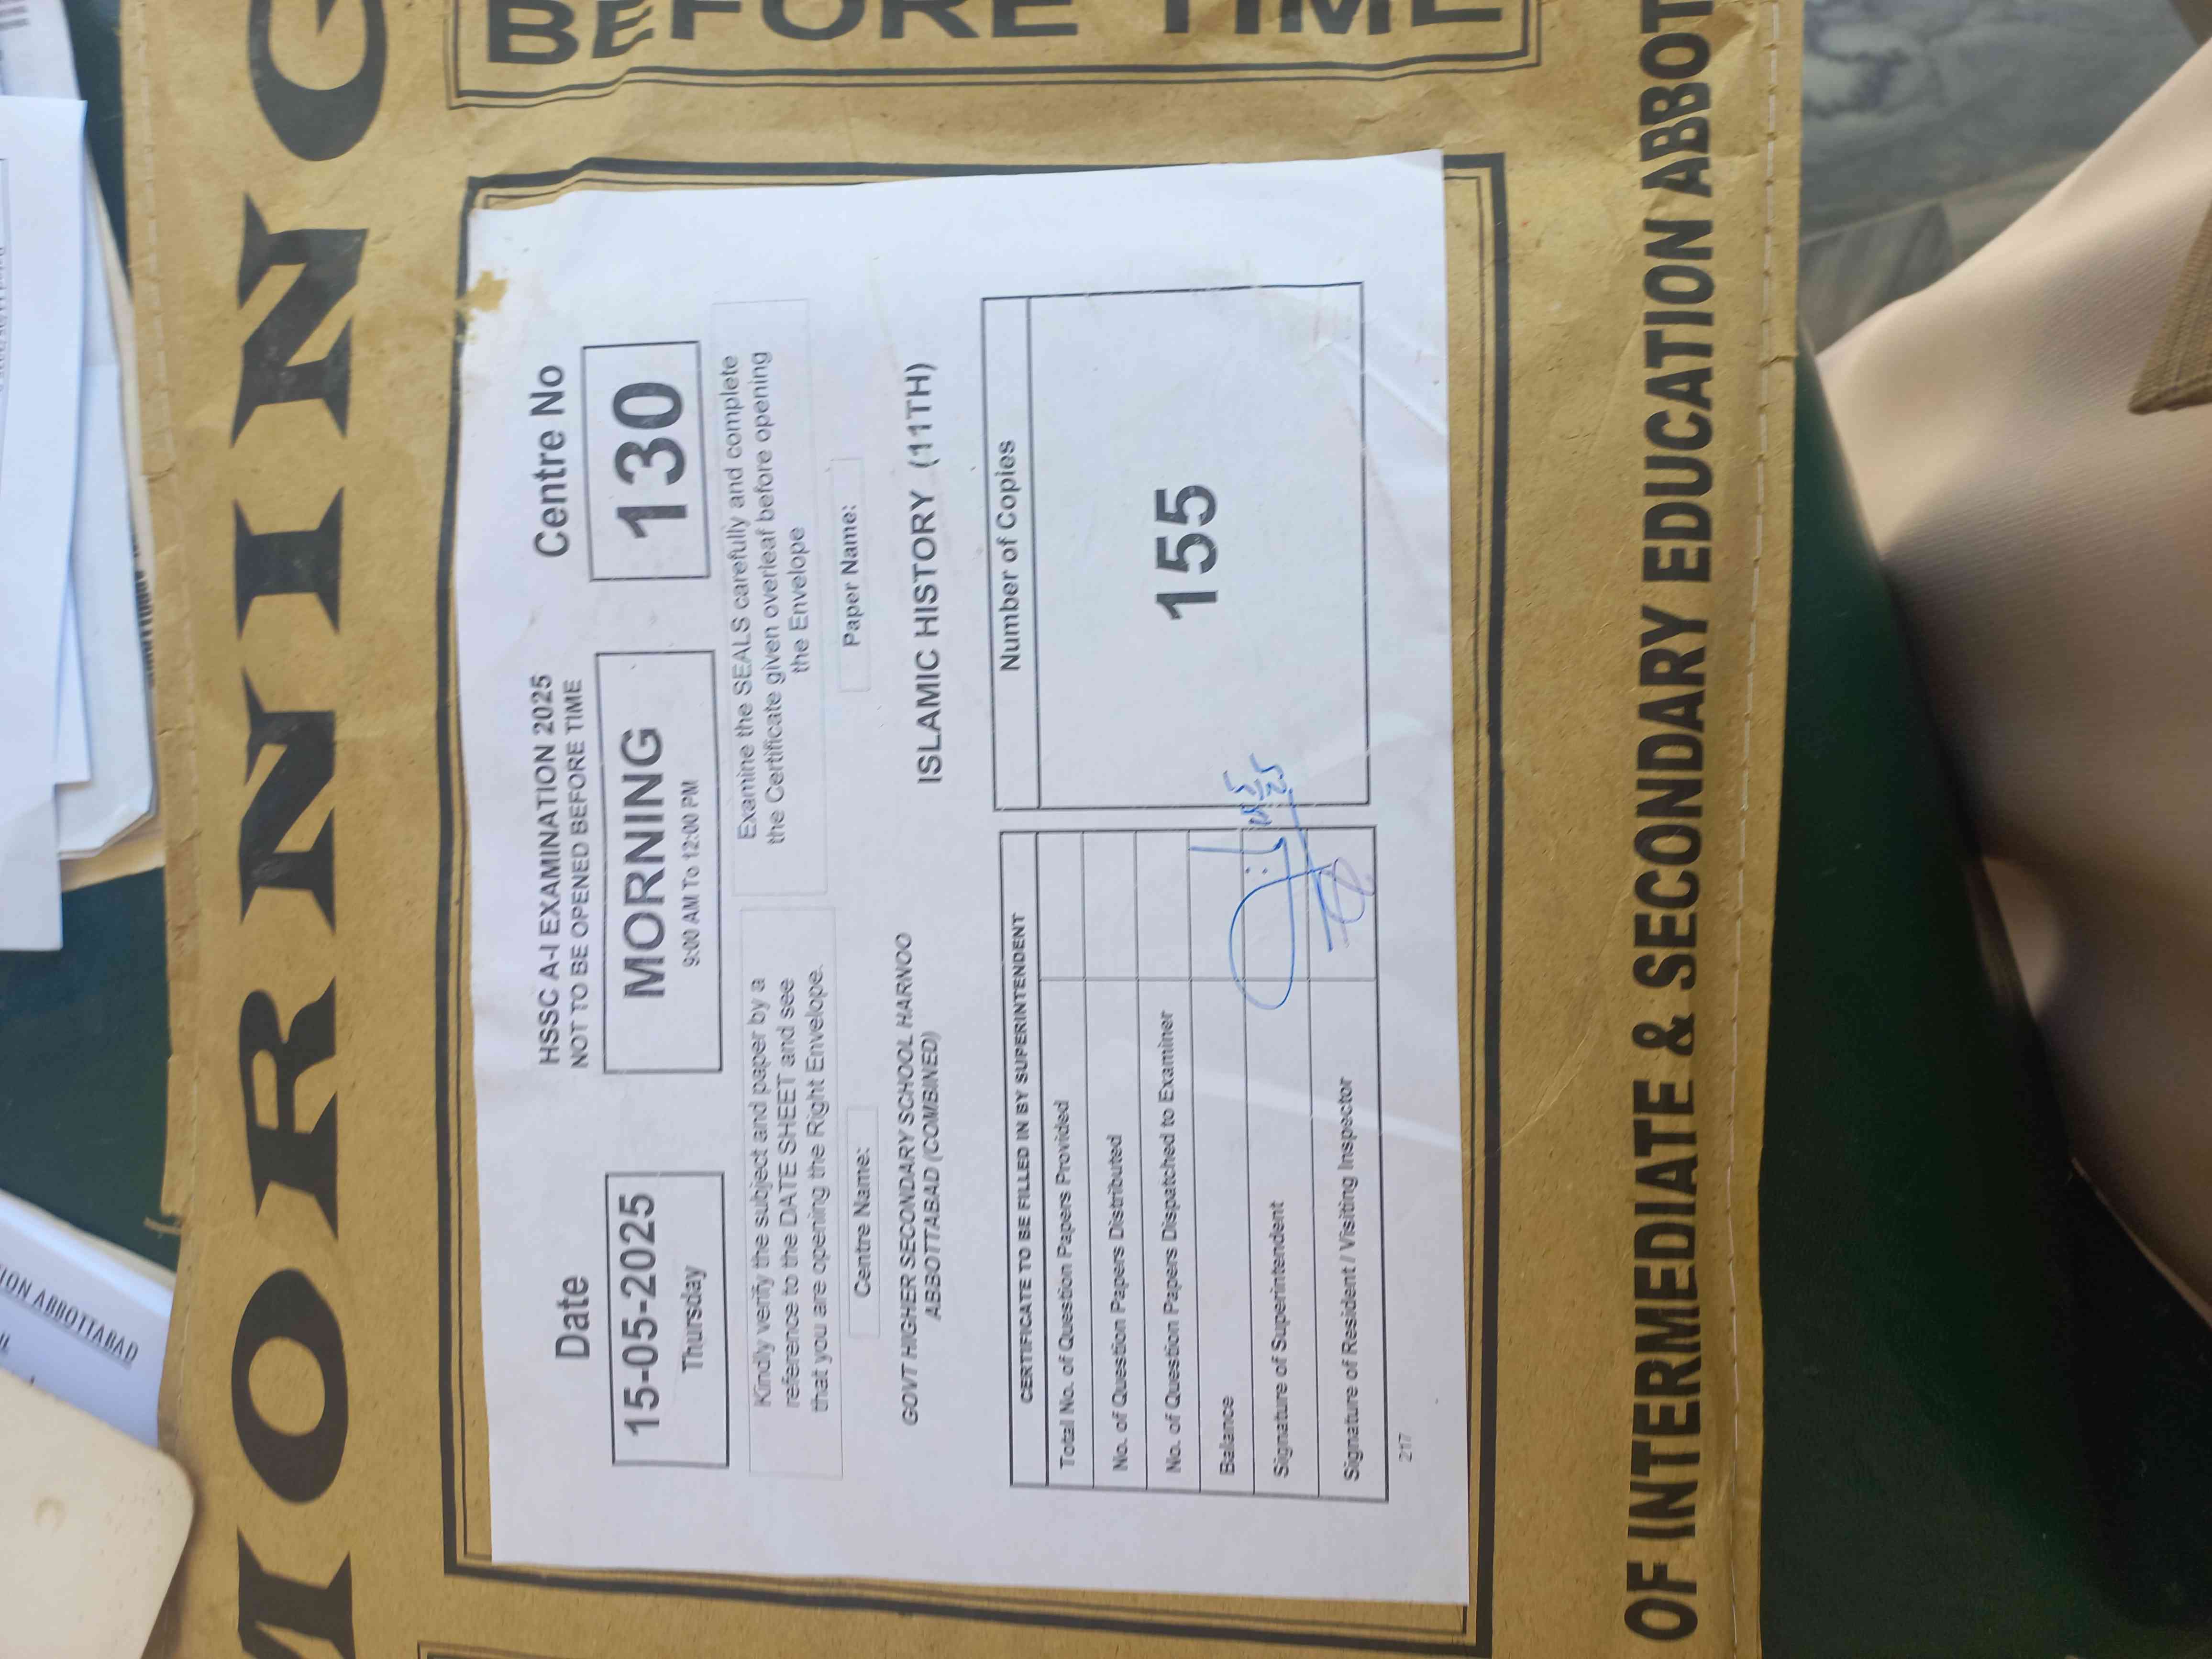 MORNING
BEFORE TIME
HSSC A-I EXAMINATION 2025
NOT TO BE OPENED BEFORE TIME
Date
15-05-2025
Thursday
MORNING
9:00 AM To 12:00 PM
Centre No
130
Kindly verify the subject and paper by a
reference to the DATE SHEET and see
that you are opening the Right Envelope.
Examine the SEALS carefully and complete
the Certificate given overleaf before opening
the Envelope
Centre Name:
GOVT HIGHER SECONDARY SCHOOL HARNOO
ABBOTTABAD (COMBINED)
Paper Name:
ISLAMIC HISTORY (11TH)
CERTIFICATE TO BE FILLED IN BY SUPERINTENDENT
Total No. of Question Papers Provided
No. of Question Papers Distributed
No. of Question Papers Dispatched to Examiner
Balance
Signature of Superintendent
Signature of Resident / Visiting Inspector
Number of Copies
155
217
OF INTERMEDIATE & SECONDARY EDUCATION ABBOT
ION ABBOTTABAD